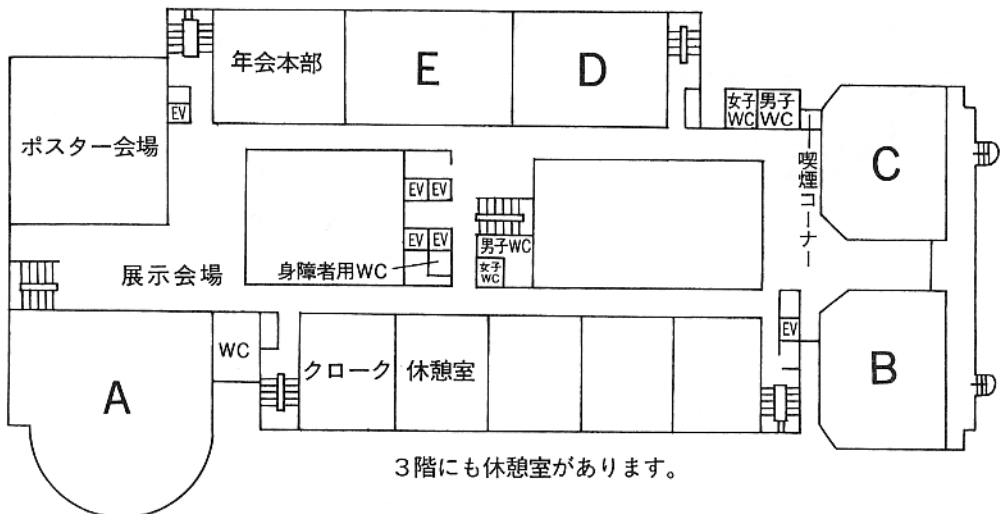 年会本部
E
D
EV
女子
WC
男子
WC
ポスター会場
喫煙コーナー
C
EV
EV
EV
EV
男子WC
女子
WC
身障者用WC
展示会場
EV
WC
クローク
休憩室
A
B
3階にも休憩室があります。